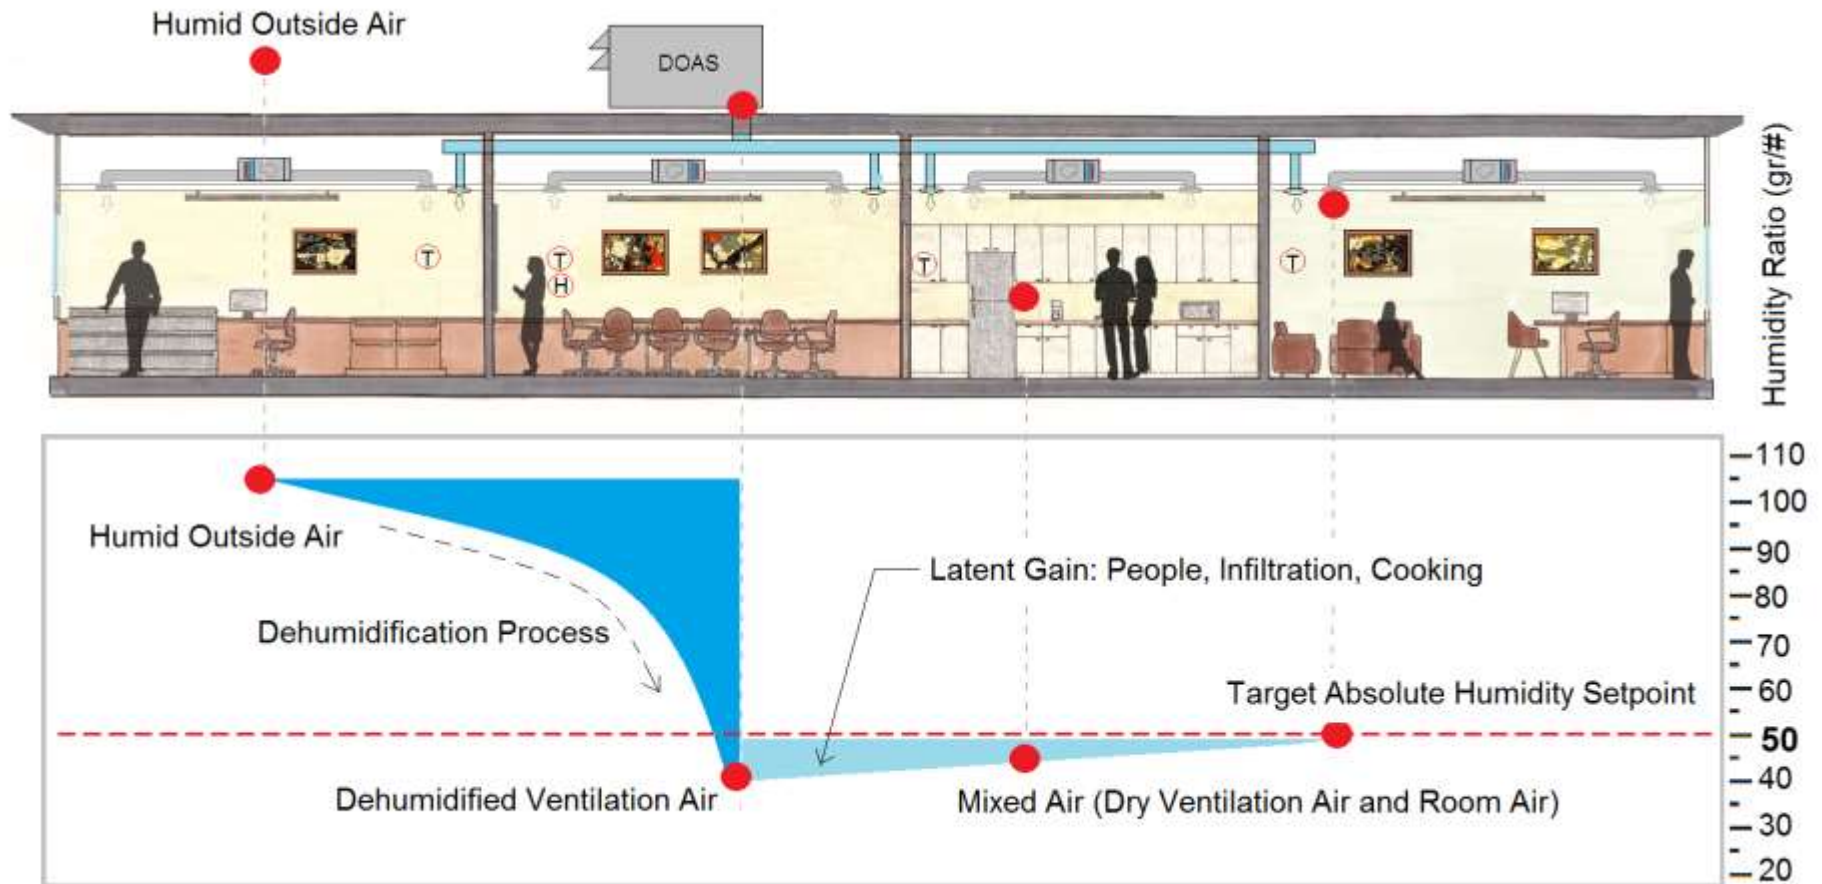 Humid Outside Air
DOAS
Humidity Ratio (gr/#)
T
T
H
T
T
110
100
90
80
70
60
50
40
30
20
Humid Outside Air
Latent Gain: People, Infiltration, Cooking
Dehumidification Process
Target Absolute Humidity Setpoint
Dehumidified Ventilation Air
Mixed Air (Dry Ventilation Air and Room Air)